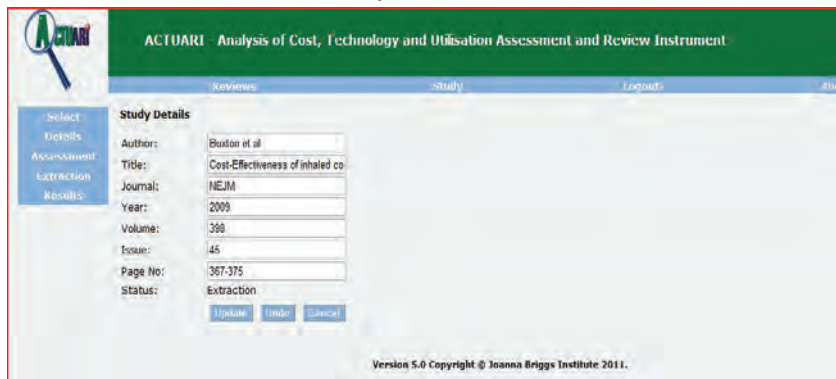 ACTUARI
ACTUARI - Analysis of Cost, Technology and Utilisation Assessment and Review Instrument
Reviews Study Logout
Select
Details
Assessment
Extraction
Results
Study Details
Author: Buxton et al
Title: Cost-Effectiveness of inhaled co
Journal: NEJM
Year: 2009
Volume: 398
Issue: 45
Page No: 367-375
Status: Extraction
Update Undo Cancel
Version 5.0 Copyright © Joanna Briggs Institute 2011.